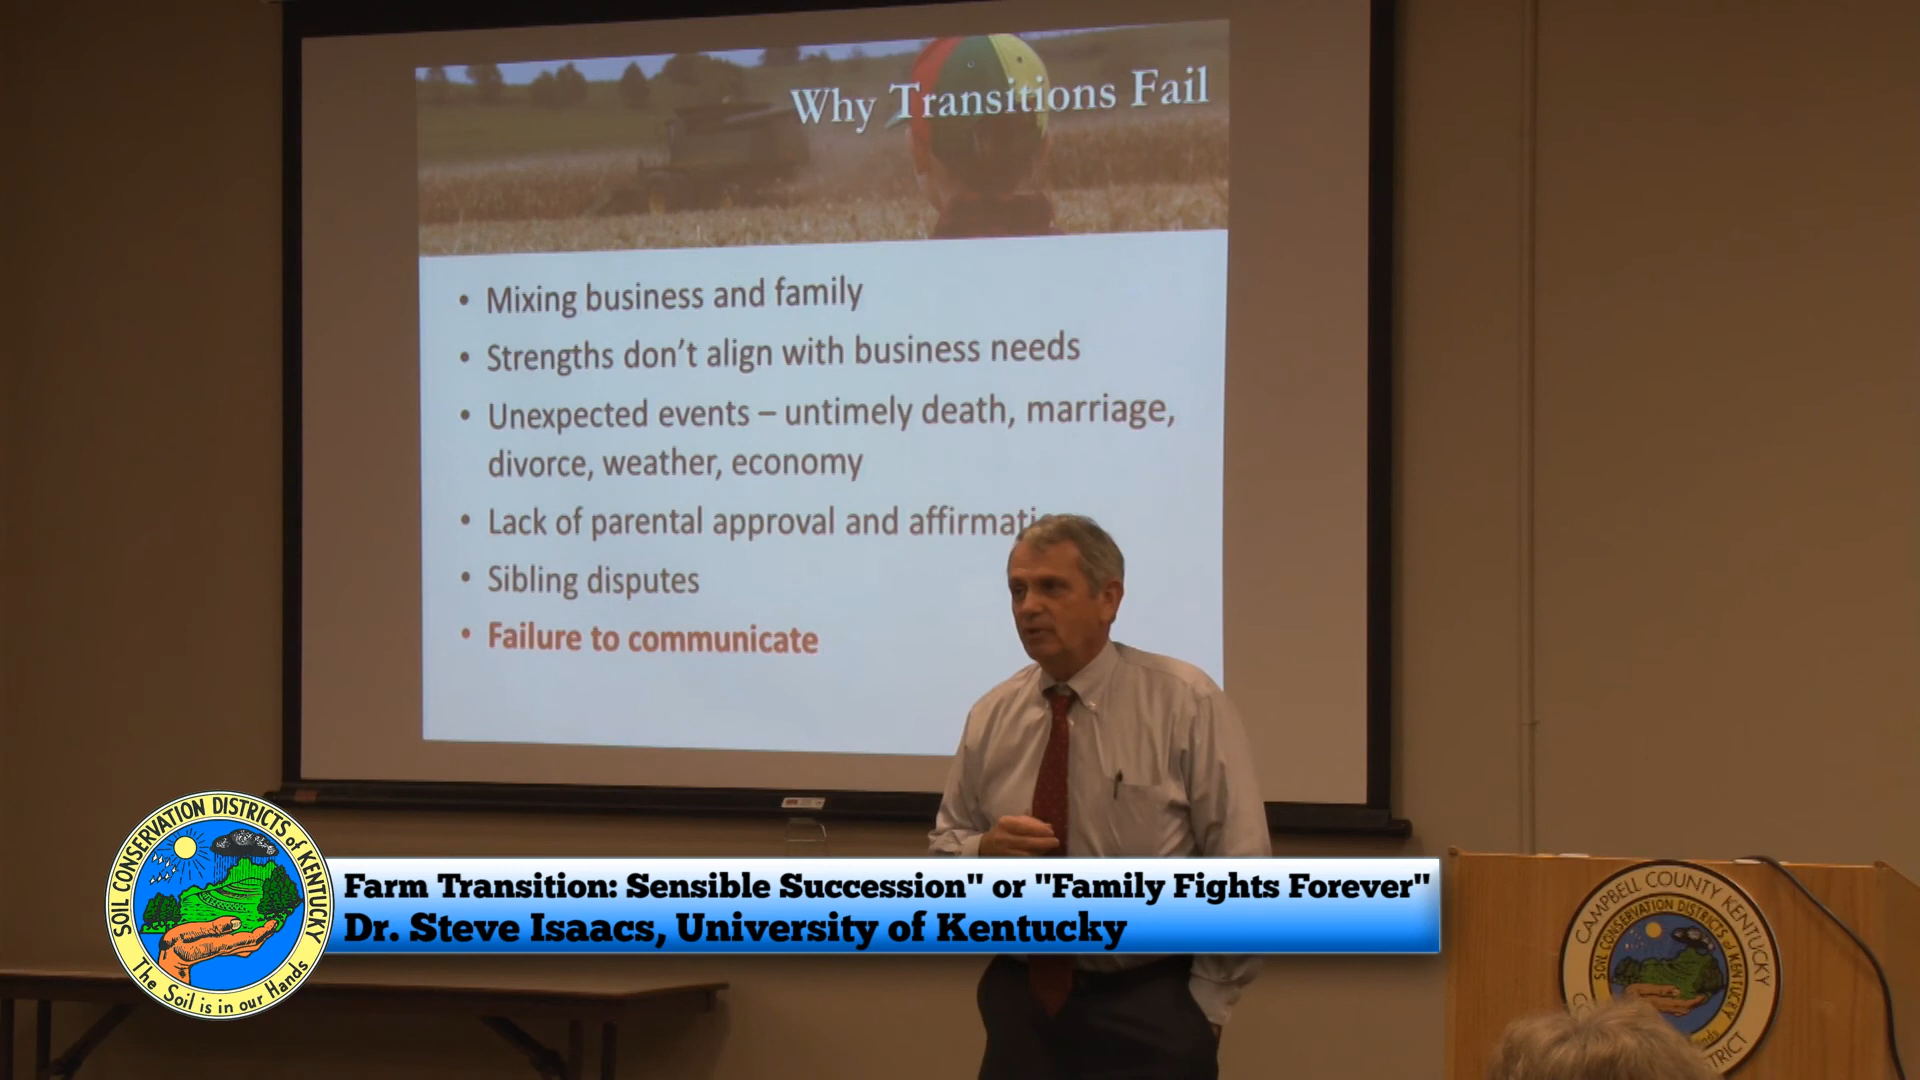 Why Transitions Fail
• Mixing business and family
• Strengths don't align with business needs
• Unexpected events – untimely death, marriage,
divorce, weather, economy
• Lack of parental approval and
• Sibling disputes
• Failure to communicate
SOIL CONSERVATION DISTRICTS of KENTUCKY
The Soil is in our Hands
Farm Transition: Sensible Succession" or "Family Fights Forever"
Dr. Steve Isaacs, University of Kentucky
CAMPBELL COUNTY KENTUCKY
SOIL CONSERVATION DISTRICTS of KENTUCKY